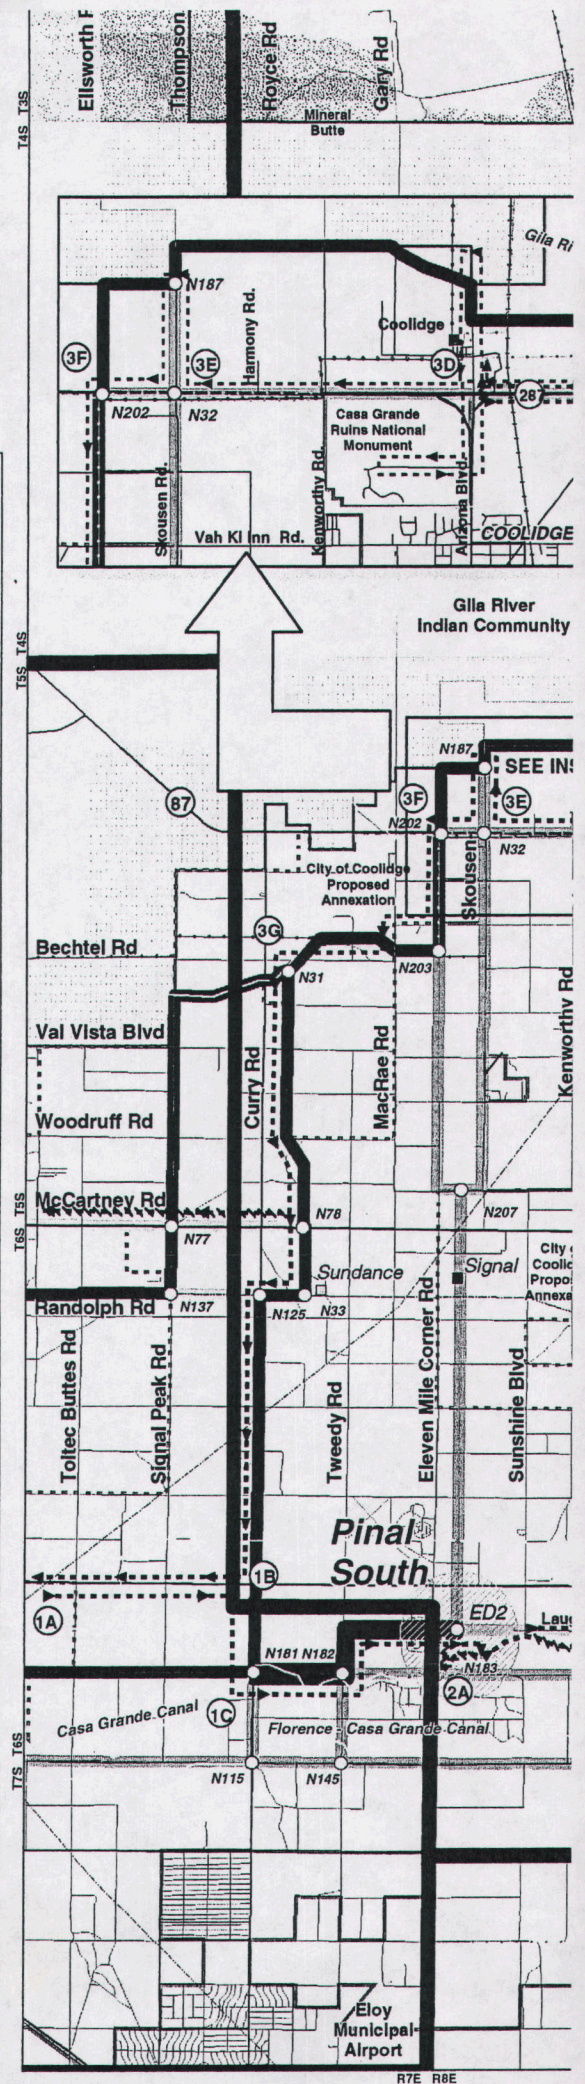 Ellsworth
Thompson
Royce Rd
Gary Rd
T3S
T4S
Mineral
Butte
Gila Ri
N187
Harmony Rd.
Coolidge
3F
3E
3D
287
N202
N32
Casa Grande
Ruins National
Monument
Skousen Rd.
Kenworthy Rd.
Arizona Blvd.
Vah Ki Inn Rd.
COOLIDGE
Gila River
Indian Community
T4S
T5S
N187
SEE INS
87
3F
3E
N202
N32
City of Coolidge
Proposed
Annexation
Skousen
3G
Bechtel Rd
N203
N31
Val Vista Blvd
Curry Rd
MacRae Rd
Kenworthy Rd
Woodruff Rd
McCartney Rd
T5S
T6S
N77
N78
N207
City
Coolid
Propos
Annexa
Sundance
Signal
Randolph Rd
N137
N125
N33
Toltec Buttes Rd
Signal Peak Rd
Tweedy Rd
Eleven Mile Corner Rd
Sunshine Blvd
Pinal
South
1B
1A
ED2
Laug
N181
N182
N183
2A
1C
Casa Grande Canal
Florence - Casa Grande Canal
T6S
T7S
N115
N145
Eloy
Municipal
Airport
R7E
R8E